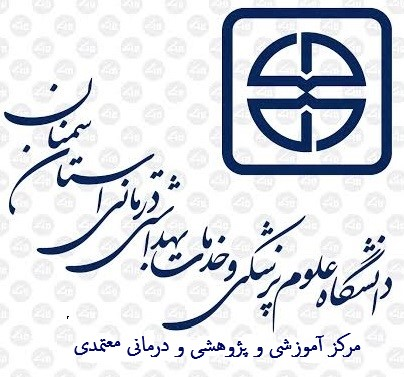 دانشگاه علوم پزشکی و خدمات بهداشتی درمانی استان سمنان
مرکز آموزشی و پژوهشی و درمانی معتمدی